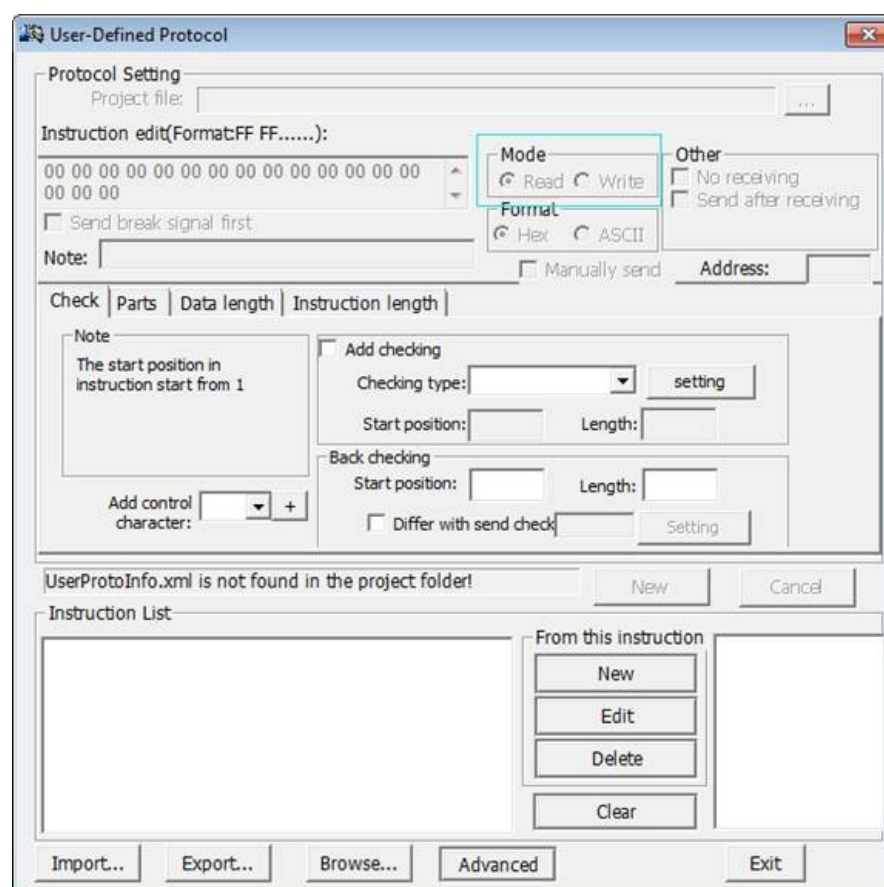 User-Defined Protocol
Protocol Setting
Project file:
...
Instruction edit(Format:FF FF......):
00 00 00 00 00 00 00 00 00 00 00 00 00 00
00 00 00
Mode
Read
Write
Other
No receiving
Send after receiving
Send break signal first
Format
Hex
ASCII
Note:
Manually send
Address:
Check
Parts
Data length
Instruction length
Note
The start position in
instruction start from 1
Add checking
Checking type:
setting
Start position:
Length:
Back checking
Start position:
Length:
Add control
character:
+
Differ with send check
Setting
UserProtoInfo.xml is not found in the project folder!
New
Cancel
Instruction List
From this instruction
New
Edit
Delete
Clear
Import...
Export...
Browse...
Advanced
Exit